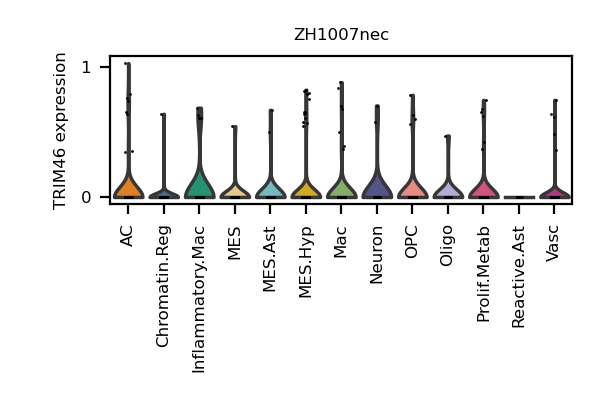 ZH1007nec
TRIM46 expression
1
0
AC
Chromatin.Reg
Inflammatory.Mac
MES
MES.Ast
MES.Hyp
Mac
Neuron
OPC
Oligo
Prolif.Metab
Reactive.Ast
Vasc